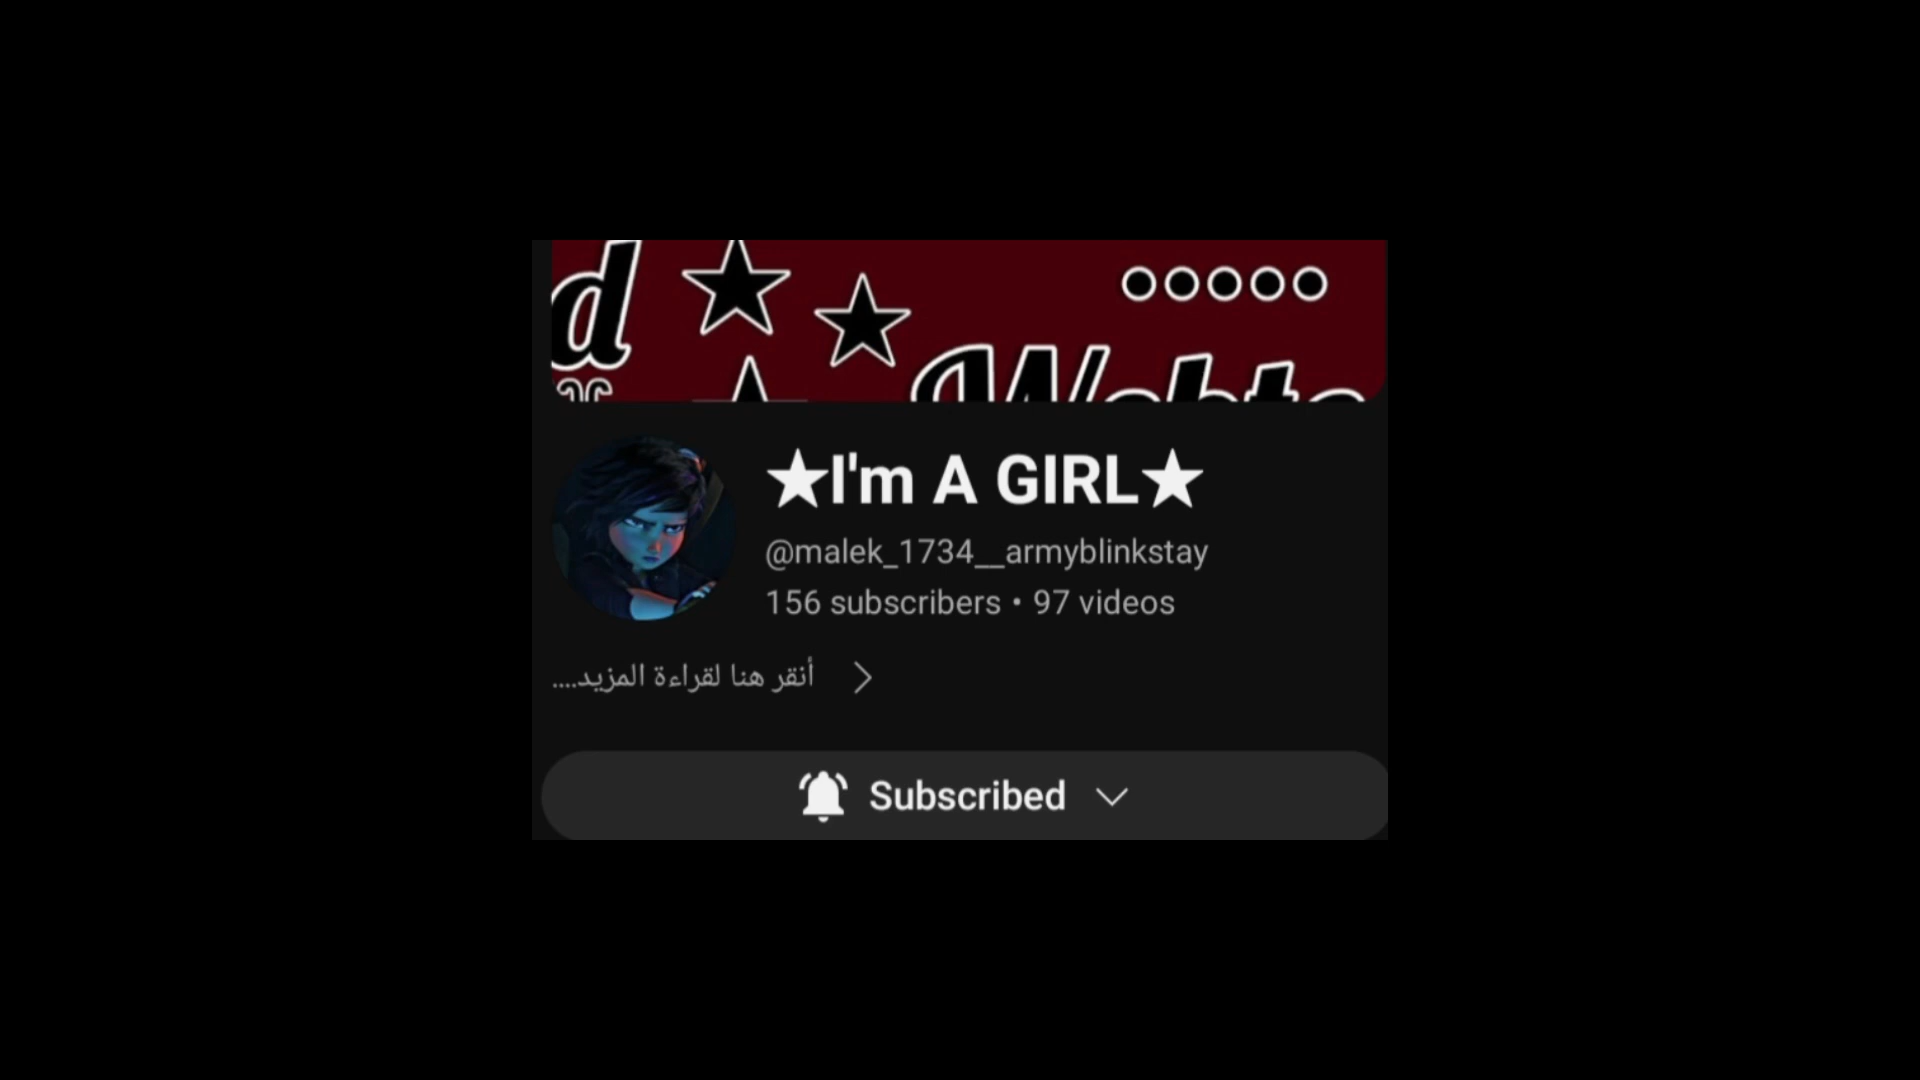 d
★I'm A GIRL★
@malek_1734__armyblinkstay
156 subscribers • 97 videos
أنقر هنا لقراءة المزيد....
Subscribed